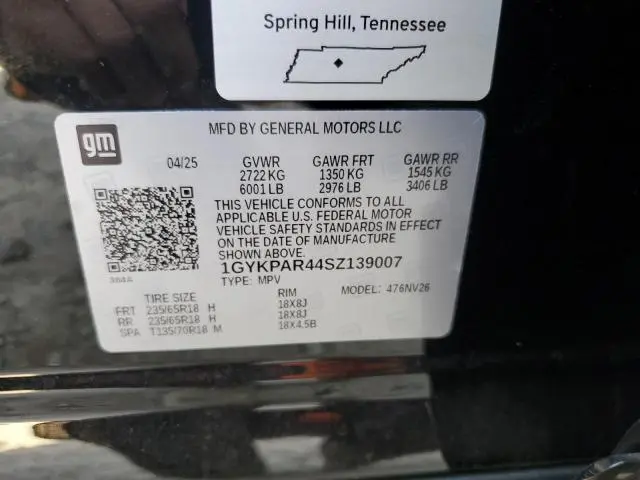 Spring Hill, Tennessee
gm
MFD BY GENERAL MOTORS LLC
04/25 GVWR GAWR FRT GAWR RR
2722 KG 1350 KG 1545 KG
6001 LB 2976 LB 3406 LB
THIS VEHICLE CONFORMS TO ALL
APPLICABLE U.S. FEDERAL MOTOR
VEHICLE SAFETY STANDARDS IN EFFECT
ON THE DATE OF MANUFACTURE
SHOWN ABOVE.
1GYKPAR44SZ139007
TYPE: MPV MODEL: 476NV26
TIRE SIZE RIM
FRT 235/65R18 H 18X8J
RR 235/65R18 H 18X8J
SPA T135/70R18 M 18X4.5B